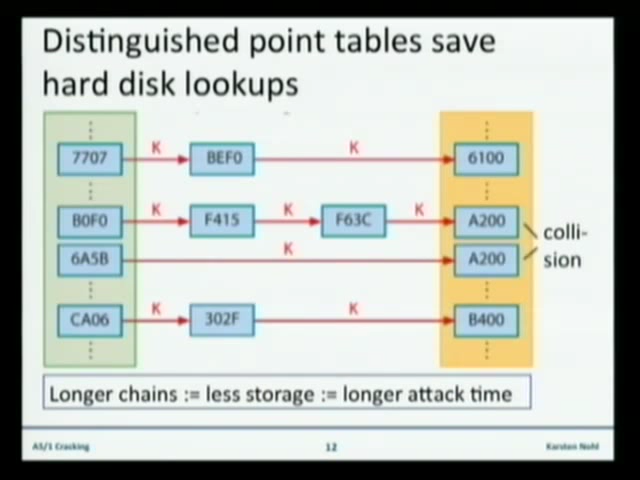 Distinguished point tables save
hard disk lookups
7707 K BEF0 K 6100
B0F0 K F415 K F63C K A200
6A5B K A200
colli-
sion
CA06 K 302F K B400
Longer chains := less storage := longer attack time
A5/1 Cracking 12 Karsten Nohl